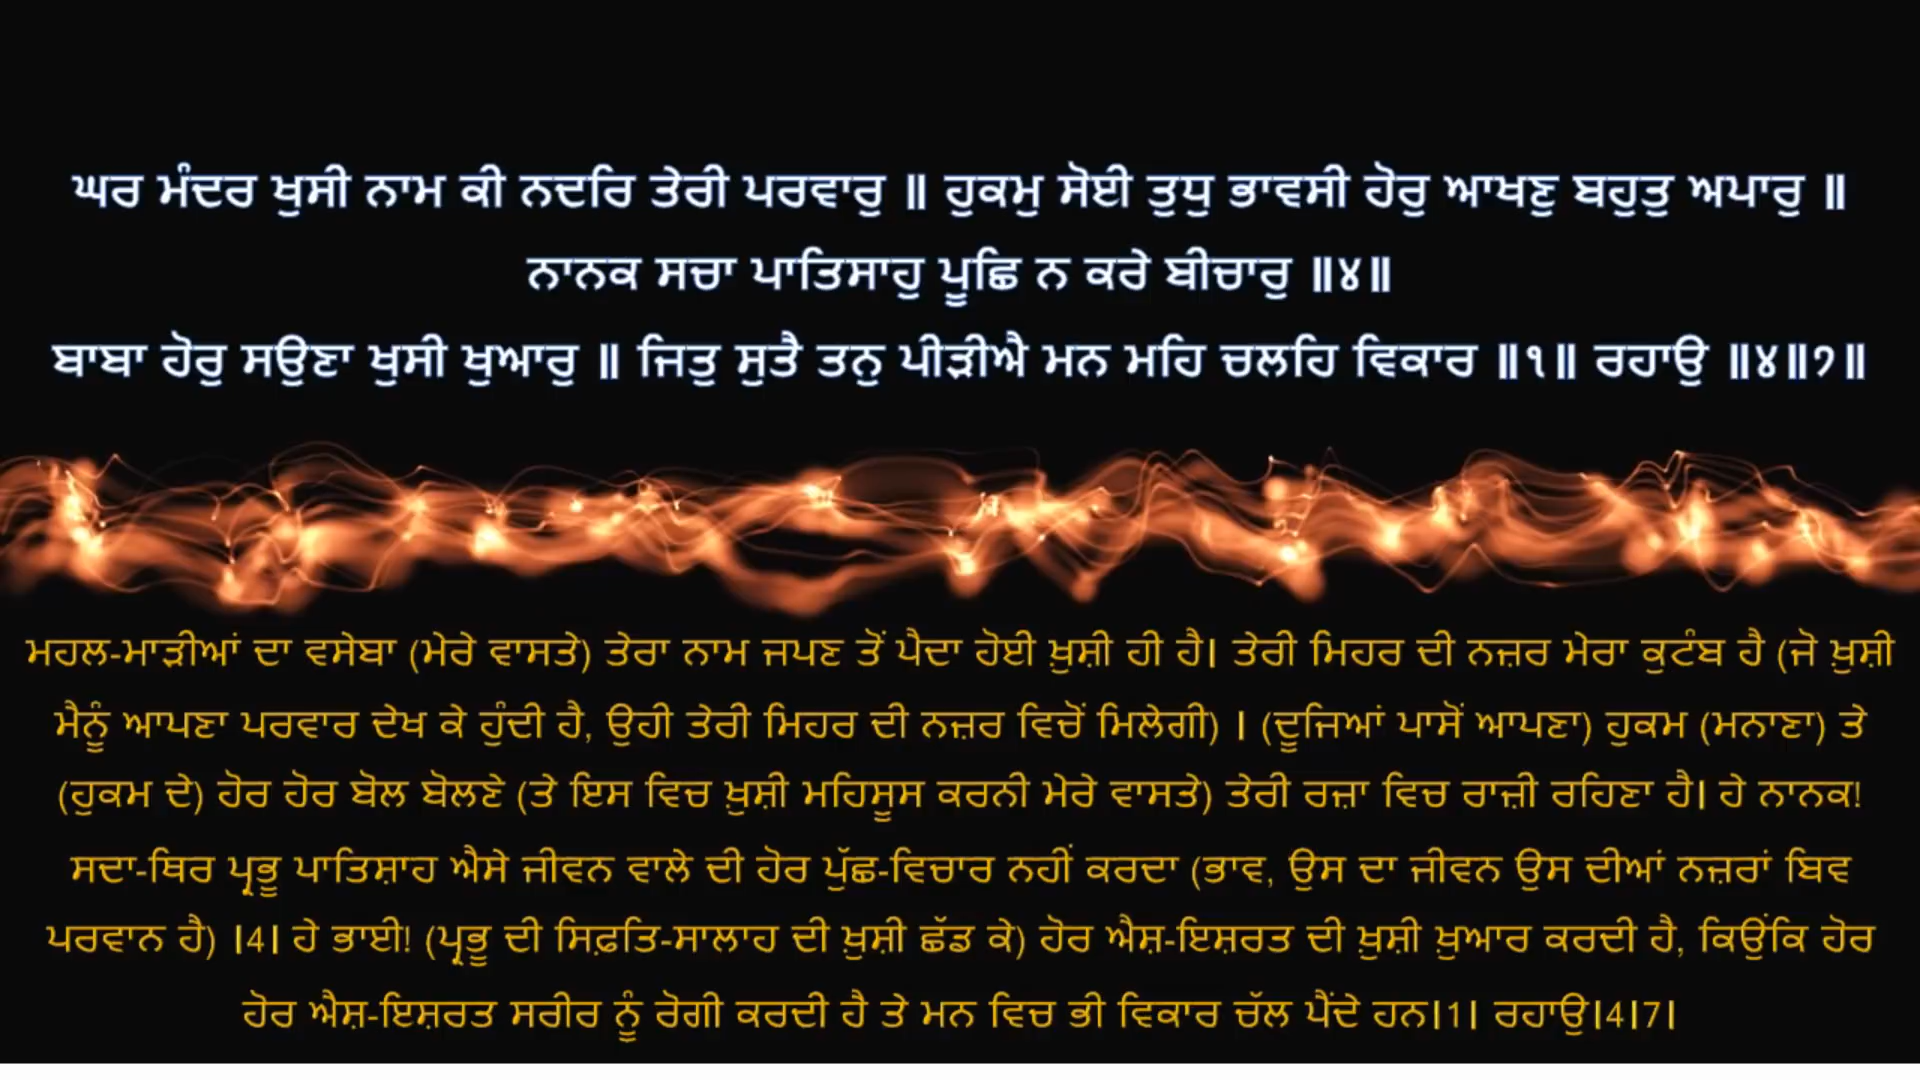 ਘਰ ਮੰਦਰ ਖੁਸੀ ਨਾਮ ਕੀ ਨਦਰਿ ਤੇਰੀ ਪਰਵਾਰੁ ॥ ਹੁਕਮੁ ਸੋਈ ਤੁਧੁ ਭਾਵਸੀ ਹੋਰੁ ਆਖਣੁ ਬਹੁਤੁ ਅਪਾਰੁ ॥
ਨਾਨਕ ਸਚਾ ਪਾਤਿਸਾਹੁ ਪੂਛਿ ਨ ਕਰੇ ਬੀਚਾਰੁ ॥੪॥
ਬਾਬਾ ਹੋਰੁ ਸਉਣਾ ਖੁਸੀ ਖੁਆਰੁ ॥ ਜਿਤੁ ਸੁਤੈ ਤਨੁ ਪੀੜੀਐ ਮਨ ਮਹਿ ਚਲਹਿ ਵਿਕਾਰ ॥੧॥ ਰਹਾਉ ॥੪॥੭॥
ਮਹਲ-ਮਾੜੀਆਂ ਦਾ ਵਸੇਬਾ (ਮੇਰੇ ਵਾਸਤੇ) ਤੇਰਾ ਨਾਮ ਜਪਣ ਤੋਂ ਪੈਦਾ ਹੋਈ ਖ਼ੁਸ਼ੀ ਹੀ ਹੈ। ਤੇਰੀ ਮਿਹਰ ਦੀ ਨਜ਼ਰ ਮੇਰਾ ਕੁਟੰਬ ਹੈ (ਜੋ ਖ਼ੁਸ਼ੀ
ਮੈਨੂੰ ਆਪਣਾ ਪਰਵਾਰ ਦੇਖ ਕੇ ਹੁੰਦੀ ਹੈ, ਉਹੀ ਤੇਰੀ ਮਿਹਰ ਦੀ ਨਜ਼ਰ ਵਿਚੋਂ ਮਿਲੇਗੀ) । (ਦੂਜਿਆਂ ਪਾਸੋਂ ਆਪਣਾ) ਹੁਕਮ (ਮਨਾਣਾ) ਤੇ
(ਹੁਕਮ ਦੇ) ਹੋਰ ਹੋਰ ਬੋਲ ਬੋਲਣੇ (ਤੇ ਇਸ ਵਿਚ ਖ਼ੁਸ਼ੀ ਮਹਿਸੂਸ ਕਰਨੀ ਮੇਰੇ ਵਾਸਤੇ) ਤੇਰੀ ਰਜ਼ਾ ਵਿਚ ਰਾਜ਼ੀ ਰਹਿਣਾ ਹੈ। ਹੇ ਨਾਨਕ!
ਸਦਾ-ਥਿਰ ਪ੍ਰਭੂ ਪਾਤਿਸ਼ਾਹ ਐਸੇ ਜੀਵਨ ਵਾਲੇ ਦੀ ਹੋਰ ਪੁੱਛ-ਵਿਚਾਰ ਨਹੀਂ ਕਰਦਾ (ਭਾਵ, ਉਸ ਦਾ ਜੀਵਨ ਉਸ ਦੀਆਂ ਨਜ਼ਰਾਂ ਬਿਵ
ਪਰਵਾਨ ਹੈ) ।4। ਹੇ ਭਾਈ! (ਪ੍ਰਭੂ ਦੀ ਸਿਫ਼ਤਿ-ਸਾਲਾਹ ਦੀ ਖ਼ੁਸ਼ੀ ਛੱਡ ਕੇ) ਹੋਰ ਐਸ਼-ਇਸ਼ਰਤ ਦੀ ਖ਼ੁਸ਼ੀ ਖ਼ੁਆਰ ਕਰਦੀ ਹੈ, ਕਿਉਂਕਿ ਹੋਰ
ਹੋਰ ਐਸ਼-ਇਸ਼ਰਤ ਸਰੀਰ ਨੂੰ ਰੋਗੀ ਕਰਦੀ ਹੈ ਤੇ ਮਨ ਵਿਚ ਭੀ ਵਿਕਾਰ ਚੱਲ ਪੈਂਦੇ ਹਨ।1। ਰਹਾਉ।4।7।